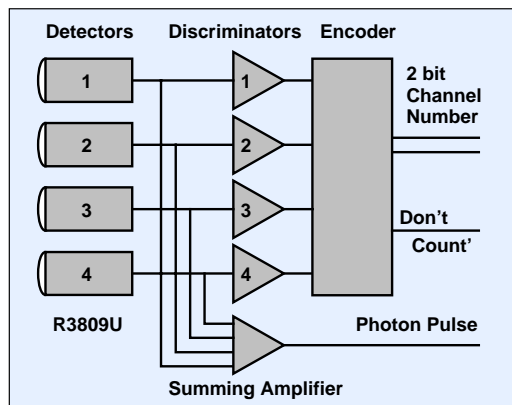 Detectors
Discriminators
Encoder
1
1
2 bit
Channel
Number
2
2
3
3
Don't
Count'
4
4
R3809U
Photon Pulse
Summing Amplifier